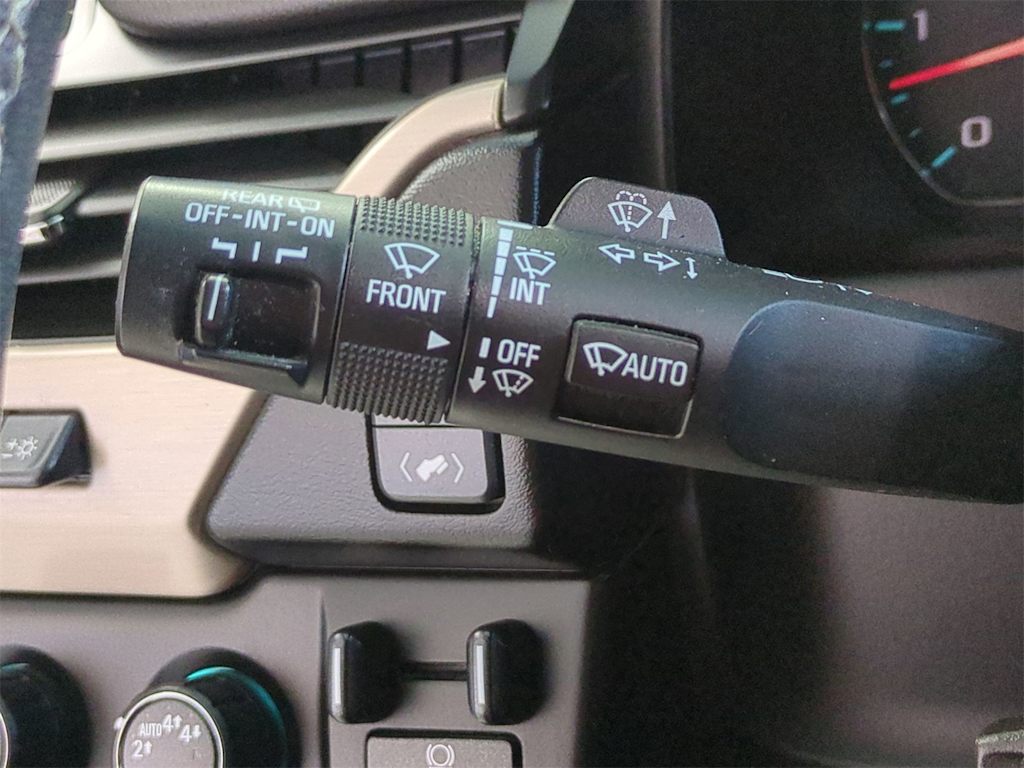 1
0
REAR
OFF-INT-ON
FRONT
INT
OFF
AUTO
AUTO 4↑ 4↓
2↑